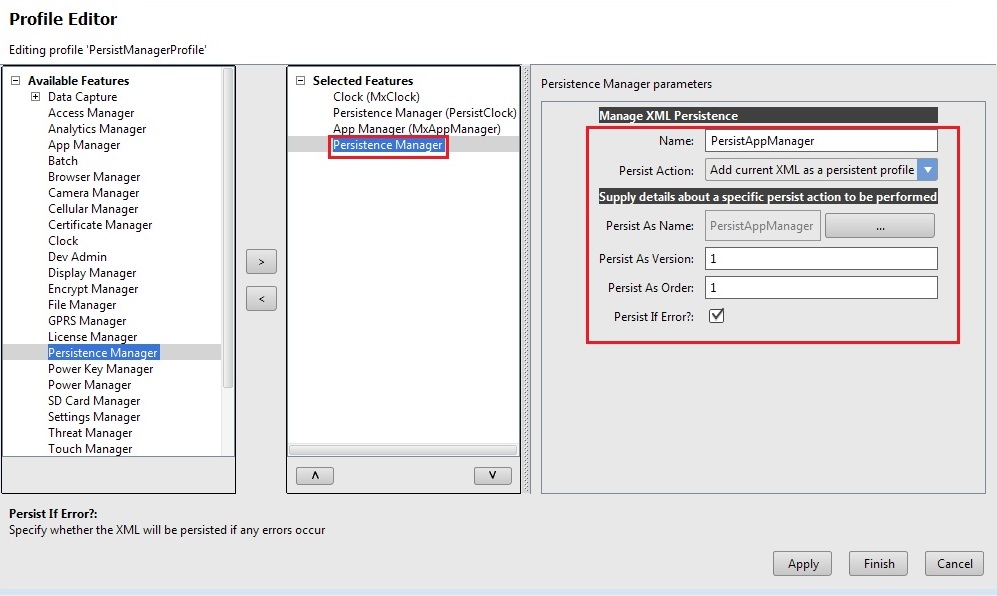 Profile Editor
Editing profile 'PersistManagerProfile'
Available Features
Data Capture
Access Manager
Analytics Manager
App Manager
Batch
Browser Manager
Camera Manager
Cellular Manager
Certificate Manager
Clock
Dev Admin
Display Manager
Encrypt Manager
File Manager
GPRS Manager
License Manager
Persistence Manager
Power Key Manager
Power Manager
SD Card Manager
Settings Manager
Threat Manager
Touch Manager
>
<
Selected Features
Clock (MxClock)
Persistence Manager (PersistClock)
App Manager (MxAppManager)
Persistence Manager
Persistence Manager parameters
Manage XML Persistence
Name: PersistAppManager
Persist Action: Add current XML as a persistent profile
Supply details about a specific persist action to be performed
Persist As Name: PersistAppManager ...
Persist As Version: 1
Persist As Order: 1
Persist If Error?:
Persist If Error?:
Specify whether the XML will be persisted if any errors occur
Apply Finish Cancel